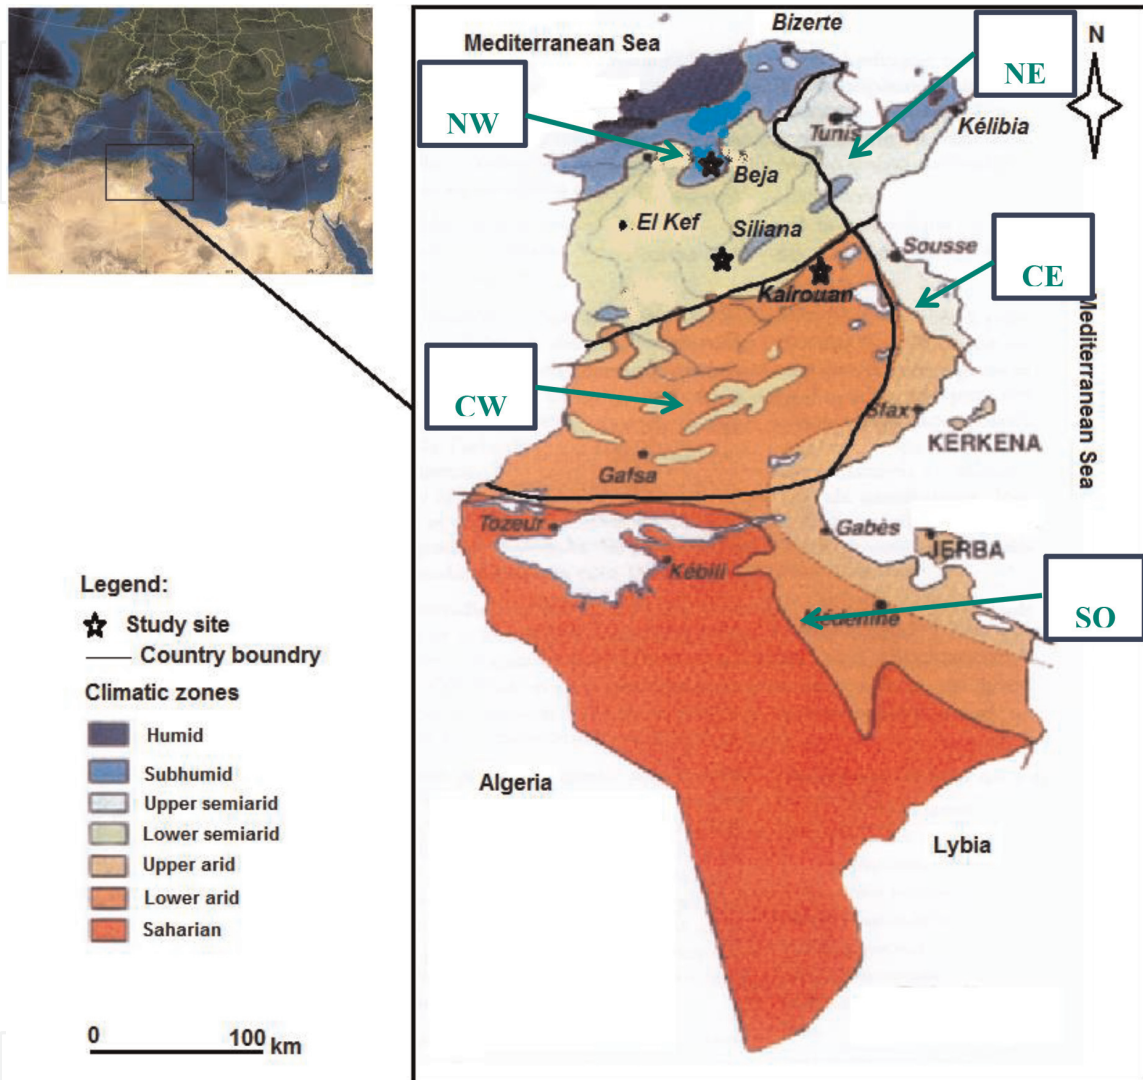 Mediterranean Sea
Bizerte
N
NE
NW
Tunis
Kélibia
Beja
El Kef
Siliana
Sousse
CE
Kairouan
Mediterranean Sea
CW
Sfax
KERKENA
Gafsa
Tozeur
Gabès
JERBA
Kébili
Médenine
SO
Legend:
Study site
Country boundry
Climatic zones
Humid
Subhumid
Upper semiarid
Lower semiarid
Upper arid
Lower arid
Saharian
Algeria
Lybia
0 100 km